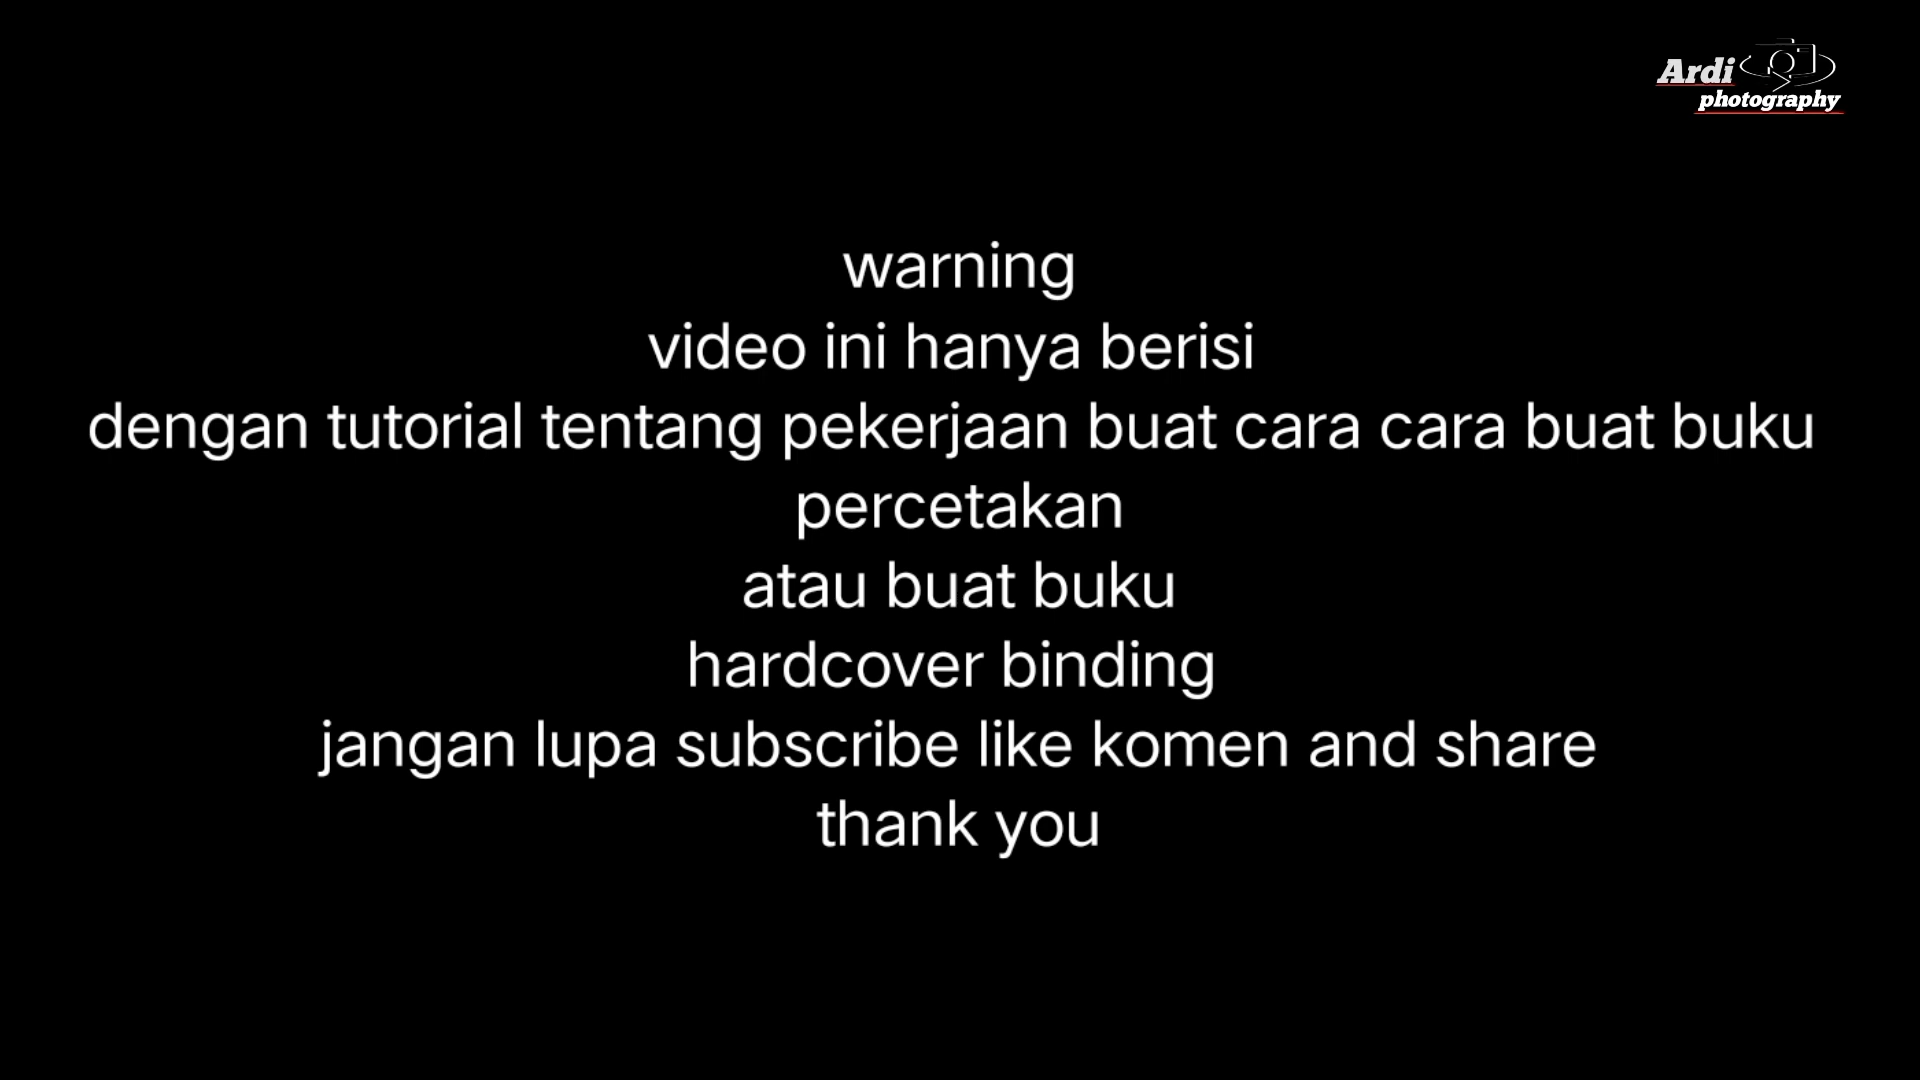 Ardi
photography
warning
video ini hanya berisi
dengan tutorial tentang pekerjaan buat cara cara buat buku
percetakan
atau buat buku
hardcover binding
jangan lupa subscribe like komen and share
thank you